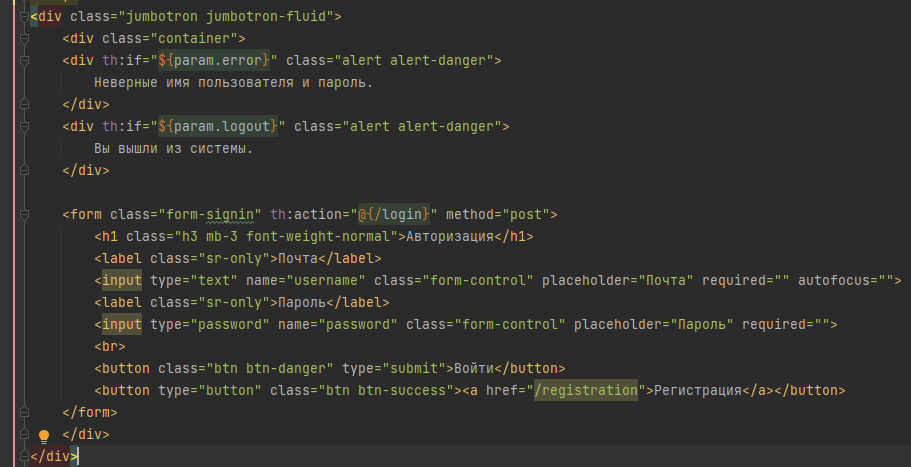 <div class="jumbotron jumbotron-fluid">
<div class="container">
<div th:if="${param.error}" class="alert alert-danger">
Неверные имя пользователя и пароль.
</div>
<div th:if="${param.logout}" class="alert alert-danger">
Вы вышли из системы.
</div>
<form class="form-signin" th:action="@{/login}" method="post">
<h1 class="h3 mb-3 font-weight-normal">Авторизация</h1>
<label class="sr-only">Почта</label>
<input type="text" name="username" class="form-control" placeholder="Почта" required="" autofocus="">
<label class="sr-only">Пароль</label>
<input type="password" name="password" class="form-control" placeholder="Пароль" required="">
<br>
<button class="btn btn-danger" type="submit">Войти</button>
<button type="button" class="btn btn-success"><a href="/registration">Регистрация</a></button>
</form>
</div>
</div>